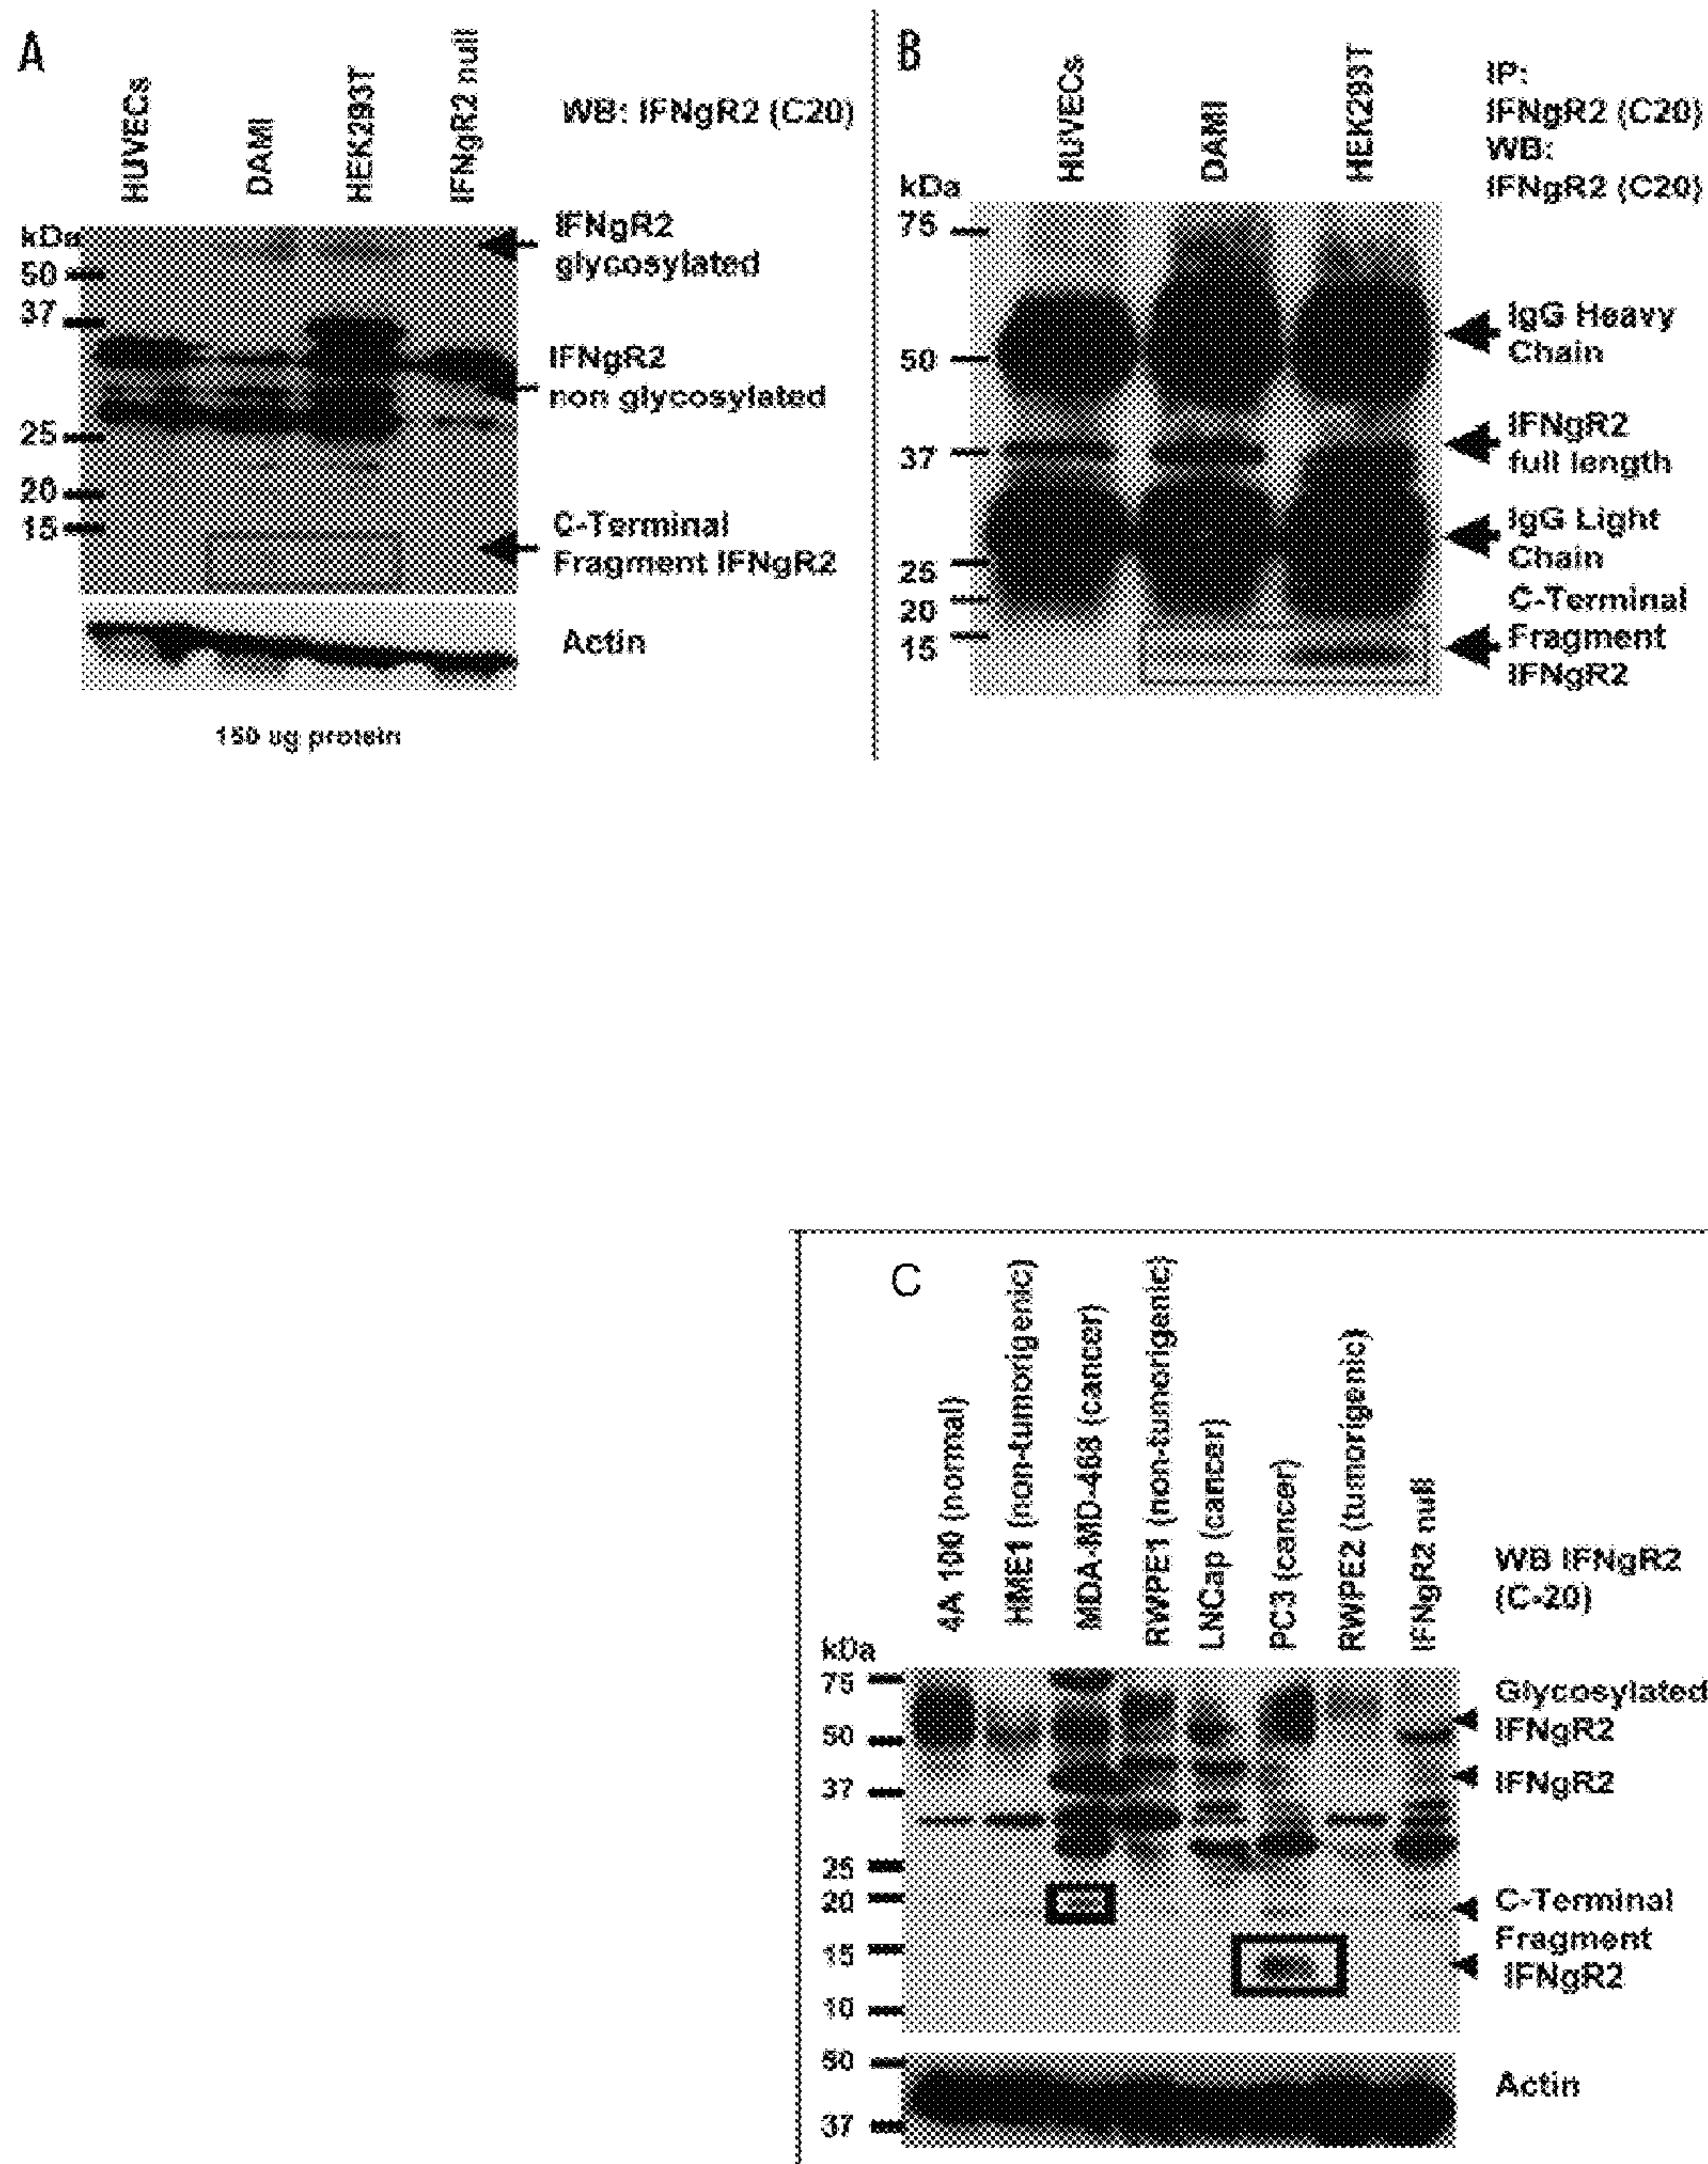 A
HUVECs
DAMI
HEK293T
IFNgR2 null
WB: IFNgR2 (C20)
kDa
50
37
25
20
15
IFNgR2
glycosylated
IFNgR2
non glycosylated
C-Terminal
Fragment IFNgR2
Actin
150 ug protein
B
HUVECs
DAMI
HEK293T
IP:
IFNgR2 (C20)
WB:
IFNgR2 (C20)
kDa
75
50
37
25
20
15
IgG Heavy
Chain
IFNgR2
full length
IgG Light
Chain
C-Terminal
Fragment
IFNgR2
C
4A 100 (normal)
HME1 (non-tumorigenic)
MDA-MD-468 (cancer)
RWPE1 (non-tumorigenic)
LNCap (cancer)
PC3 (cancer)
RWPE2 (tumorigenic)
IFNgR2 null
WB IFNgR2
(C-20)
kDa
75
50
37
25
20
15
10
50
37
Glycosylated
IFNgR2
IFNgR2
C-Terminal
Fragment
IFNgR2
Actin